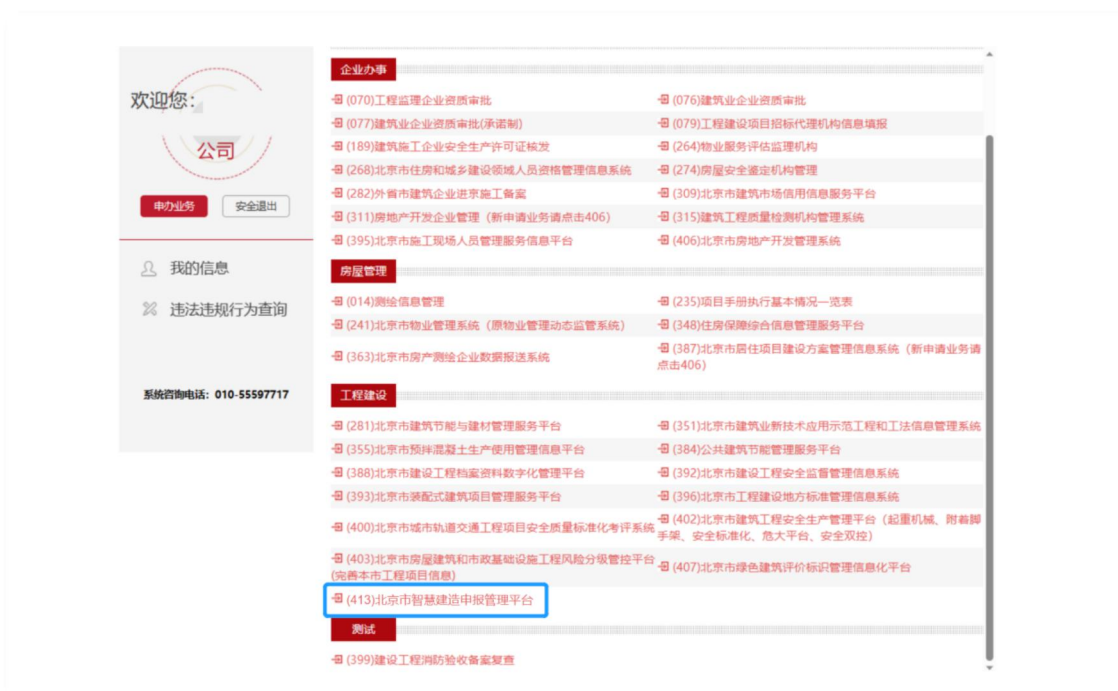 欢迎您：
公司
申办业务 安全退出
我的信息
违法违规行为查询
系统咨询电话：010-55597717
企业办事
(070)工程监理企业资质审批 (076)建筑业企业资质审批
(077)建筑业企业资质审批(承诺制) (079)工程建设项目招标代理机构信息填报
(189)建筑施工企业安全生产许可证核发 (264)物业服务评估监理机构
(268)北京市住房和城乡建设领域人员资格管理信息系统 (274)房屋安全鉴定机构管理
(282)外省市建筑企业进京施工备案 (309)北京市建筑市场信用信息服务平台
(311)房地产开发企业管理（新申请业务请点击406） (315)建筑工程质量检测机构管理系统
(395)北京市施工现场人员管理服务信息平台 (406)北京市房地产开发管理系统
房屋管理
(014)测绘信息管理 (235)项目手册执行基本情况一览表
(241)北京市物业管理系统（原物业管理动态监管系统） (348)住房保障综合信息管理服务平台
(363)北京市房产测绘企业数据报送系统 (387)北京市居住项目建设方案管理信息系统（新申请业务请
点击406）
工程建设
(281)北京市建筑节能与建材管理服务平台 (351)北京市建筑业新技术应用示范工程和工法信息管理系统
(355)北京市预拌混凝土生产使用管理信息平台 (384)公共建筑节能管理服务平台
(388)北京市建设工程档案资料数字化管理平台 (392)北京市建设工程安全监督管理信息系统
(393)北京市装配式建筑项目管理服务平台 (396)北京市工程建设地方标准管理信息系统
(400)北京市城市轨道交通工程项目安全质量标准化考评系统 (402)北京市建筑工程安全生产管理平台（起重机械、附着脚
手架、安全标准化、危大平台、安全双控）
(403)北京市房屋建筑和市政基础设施工程风险分级管控平台
(完善本市工程项目信息) (407)北京市绿色建筑评价标识管理信息化平台
(413)北京市智慧建造申报管理平台
测试
(399)建设工程消防验收备案复查